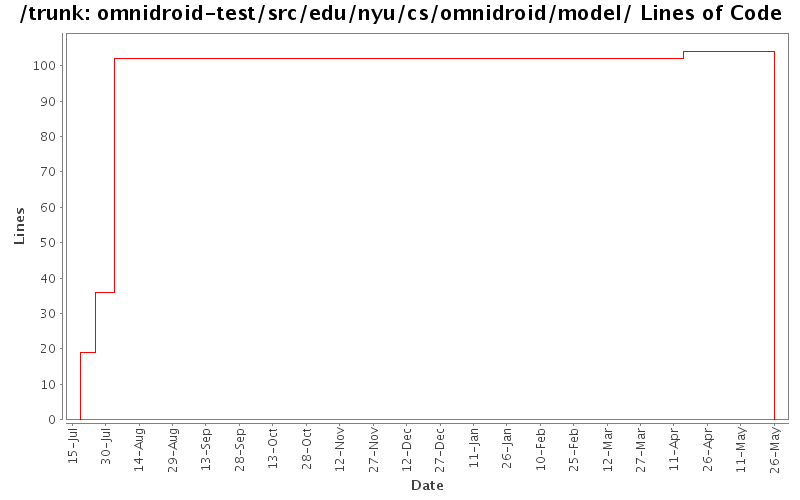 /trunk: omnidroid-test/src/edu/nyu/cs/omnidroid/model/ Lines of Code
100
90
80
70
60
50
40
30
20
10
0
Lines
15-Jul
30-Jul
14-Aug
29-Aug
13-Sep
28-Sep
13-Oct
28-Oct
12-Nov
27-Nov
12-Dec
27-Dec
11-Jan
26-Jan
10-Feb
25-Feb
12-Mar
27-Mar
11-Apr
26-Apr
11-May
26-May
Date